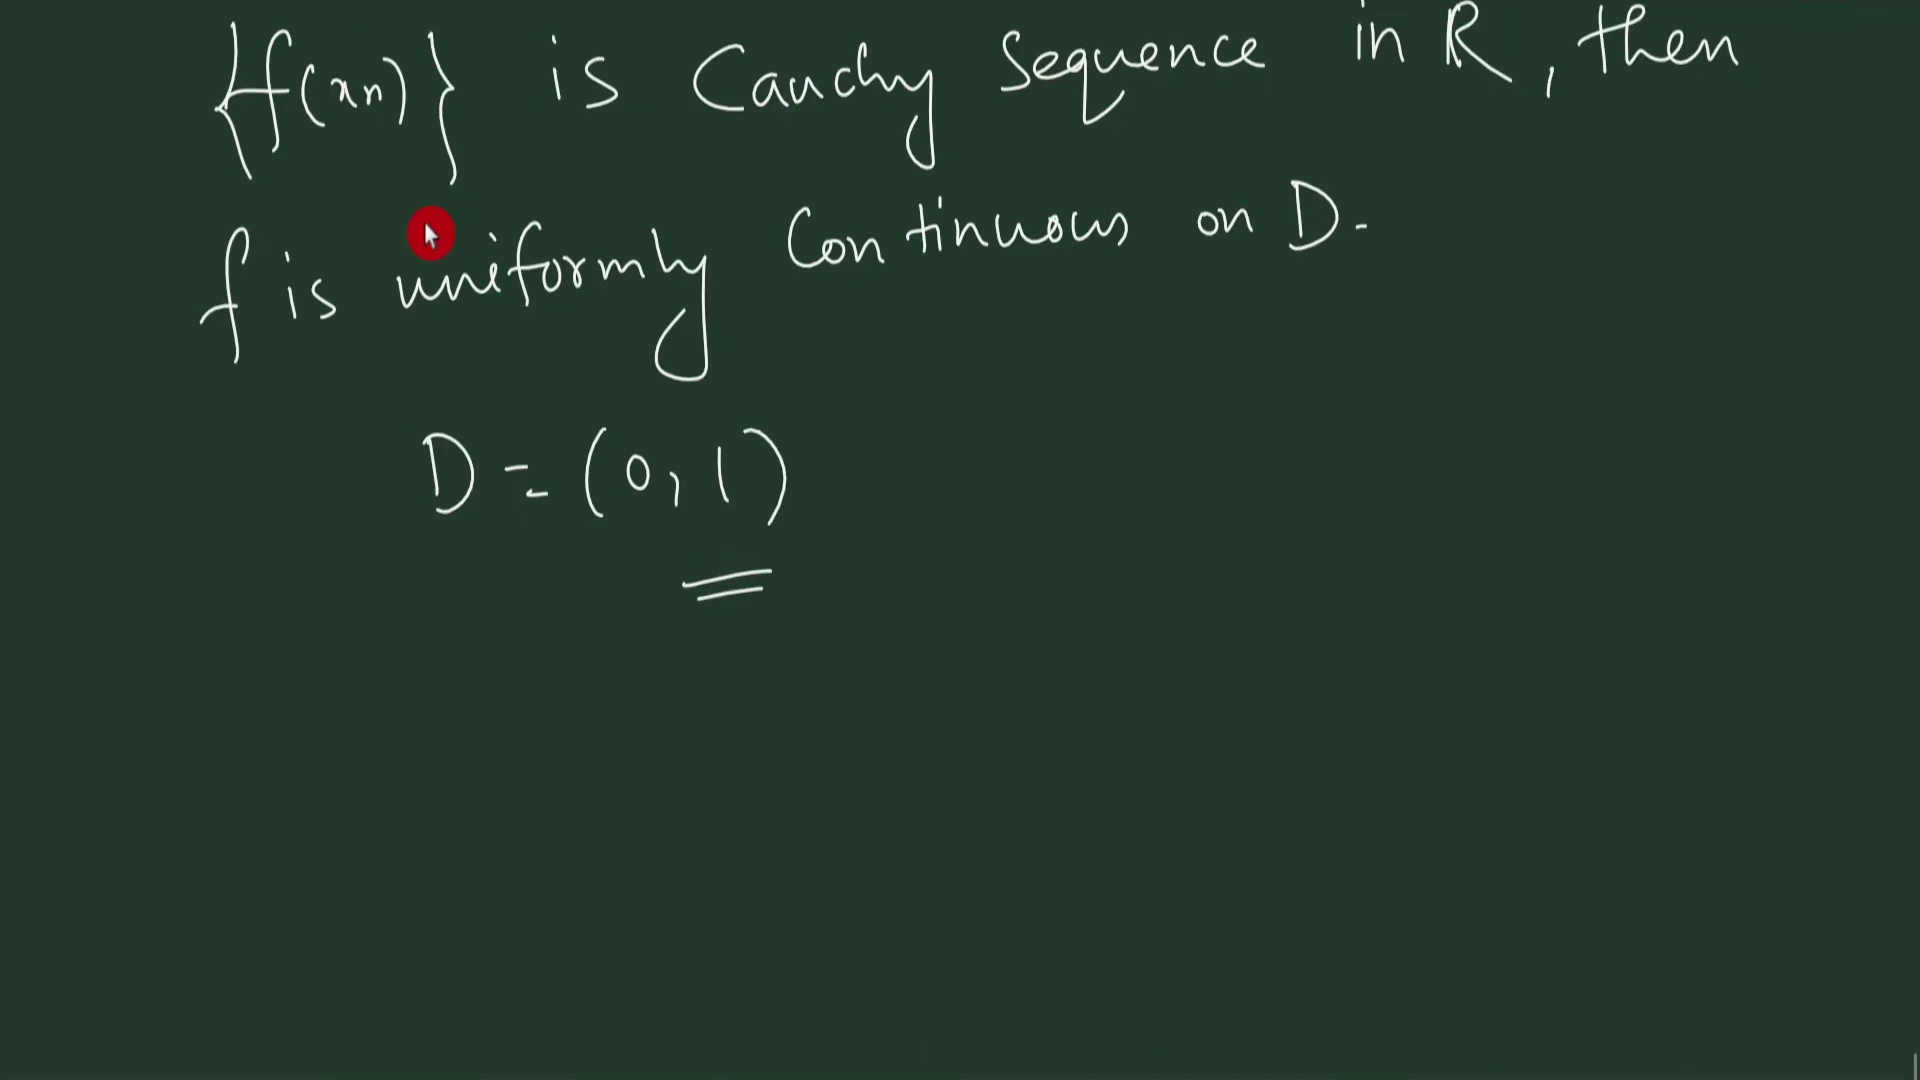 {f(xn)} is Cauchy Sequence in R, then
f is uniformly Continuous on D.
D = (0, 1)